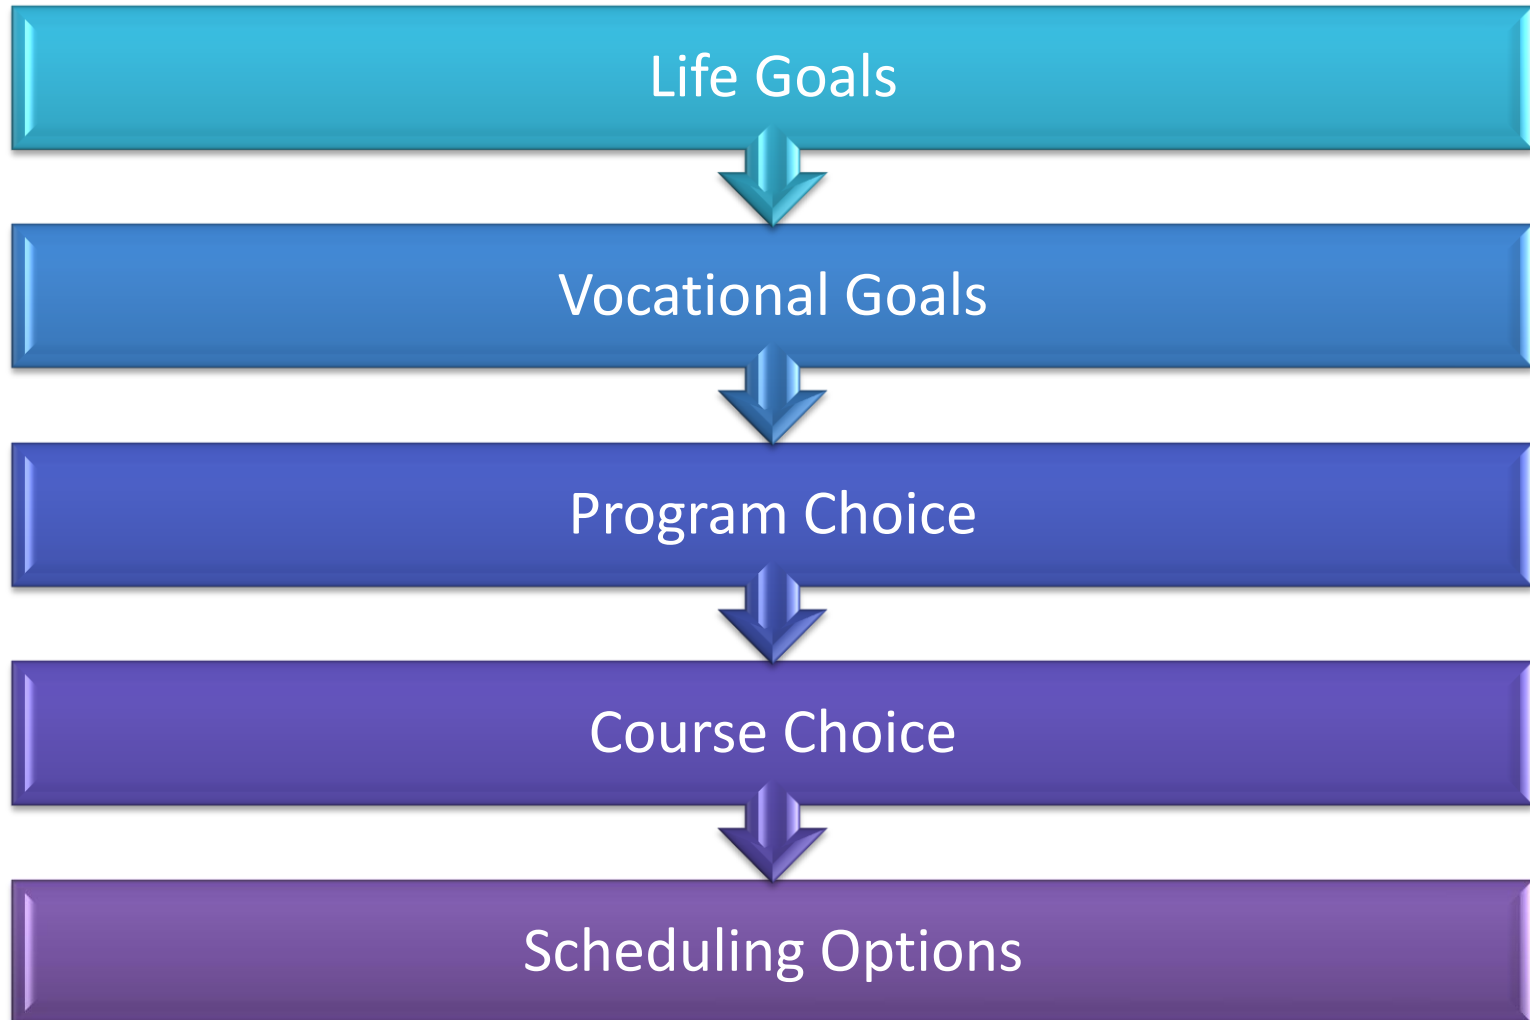 Life Goals
Vocational Goals
Program Choice
Course Choice
Scheduling Options